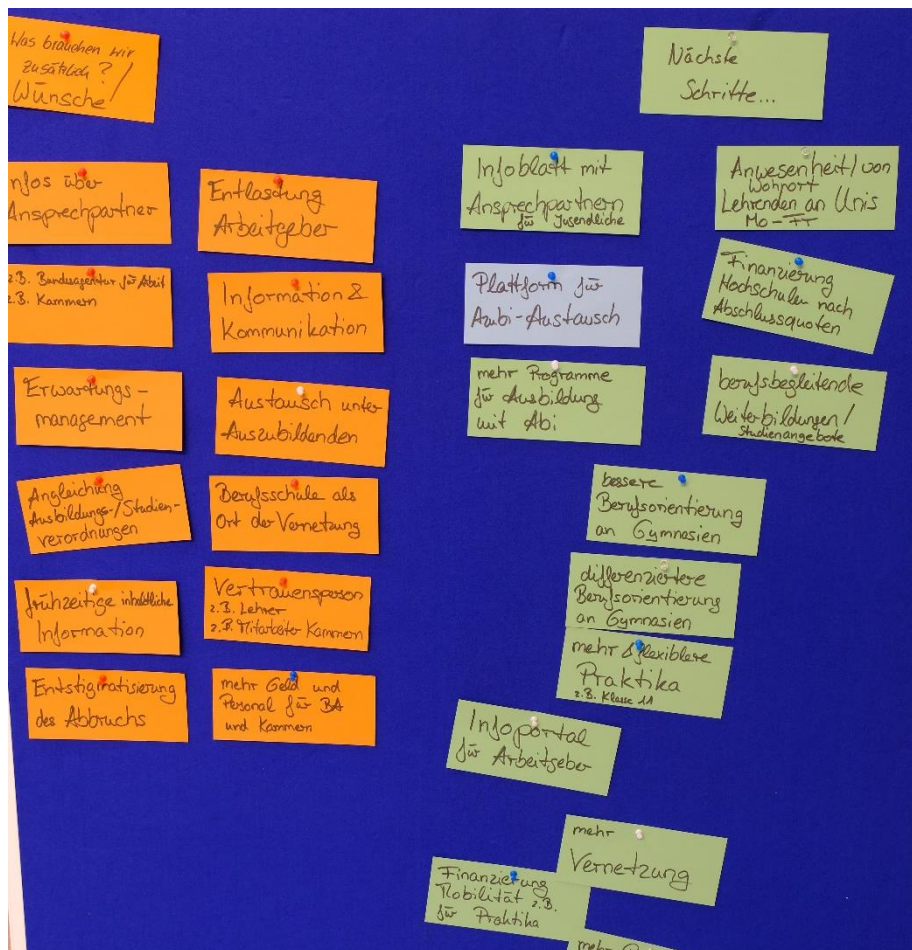 Was brauchen wir
zusätzlich? /
Wünsche
Infos über
Ansprechpartner
z.B. Bundesagentur für Arbeit
z.B. Kammern
Erwartungs-
management
Angleichung
Ausbildungs-/Studien-
verordnungen
frühzeitige inhaltliche
Information
Entstigmatisierung
des Abbruchs
Entlastung
Arbeitgeber
Information &
Kommunikation
Austausch unter
Auszubildenden
Berufsschule als
Ort der Vernetzung
Vertrauensperson
z.B. Lehrer
z.B. Mitarbeiter Kammern
mehr Geld und
Personal für BA
und Kammern
Nächste
Schritte...
Infoblatt mit
Ansprechpartnern
für Jugendliche
Plattform für
Azubi-Austausch
mehr Programme
für Ausbildung
mit Abi
Anwesenheit/von
Wohnort
Lehrenden an Unis
Mo-Fr
Finanzierung
Hochschulen nach
Abschlussquoten
berufsbegleitende
Weiterbildungen/
Studienangebote
bessere
Berufsorientierung
an Gymnasien
differenziertere
Berufsorientierung
an Gymnasien
mehr & flexiblere
Praktika
z.B. Klasse 11
Infoportal
für Arbeitgeber
mehr
Vernetzung
Finanzierung
Mobilität z.B.
für Praktika
mehr